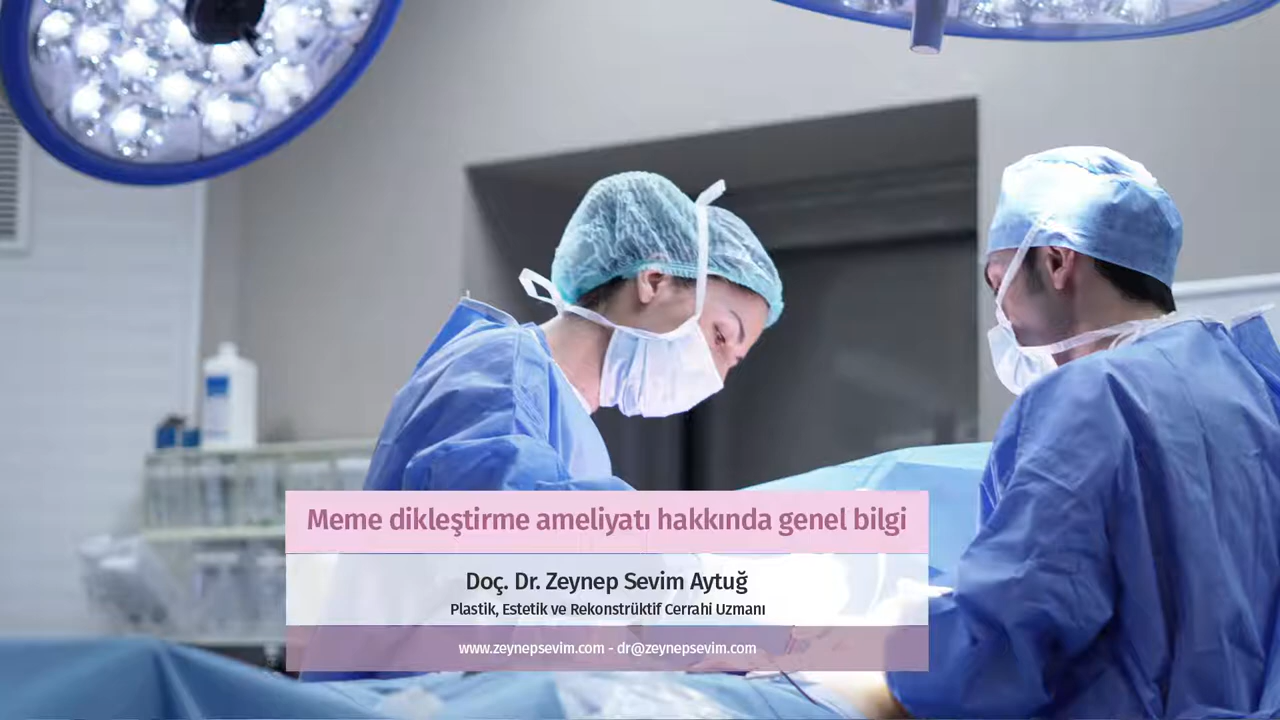 Meme dikleştirme ameliyatı hakkında genel bilgi
Doç. Dr. Zeynep Sevim Aytuğ
Plastik, Estetik ve Rekonstrüktif Cerrahi Uzmanı
www.zeynepsevim.com - dr@zeynepsevim.com